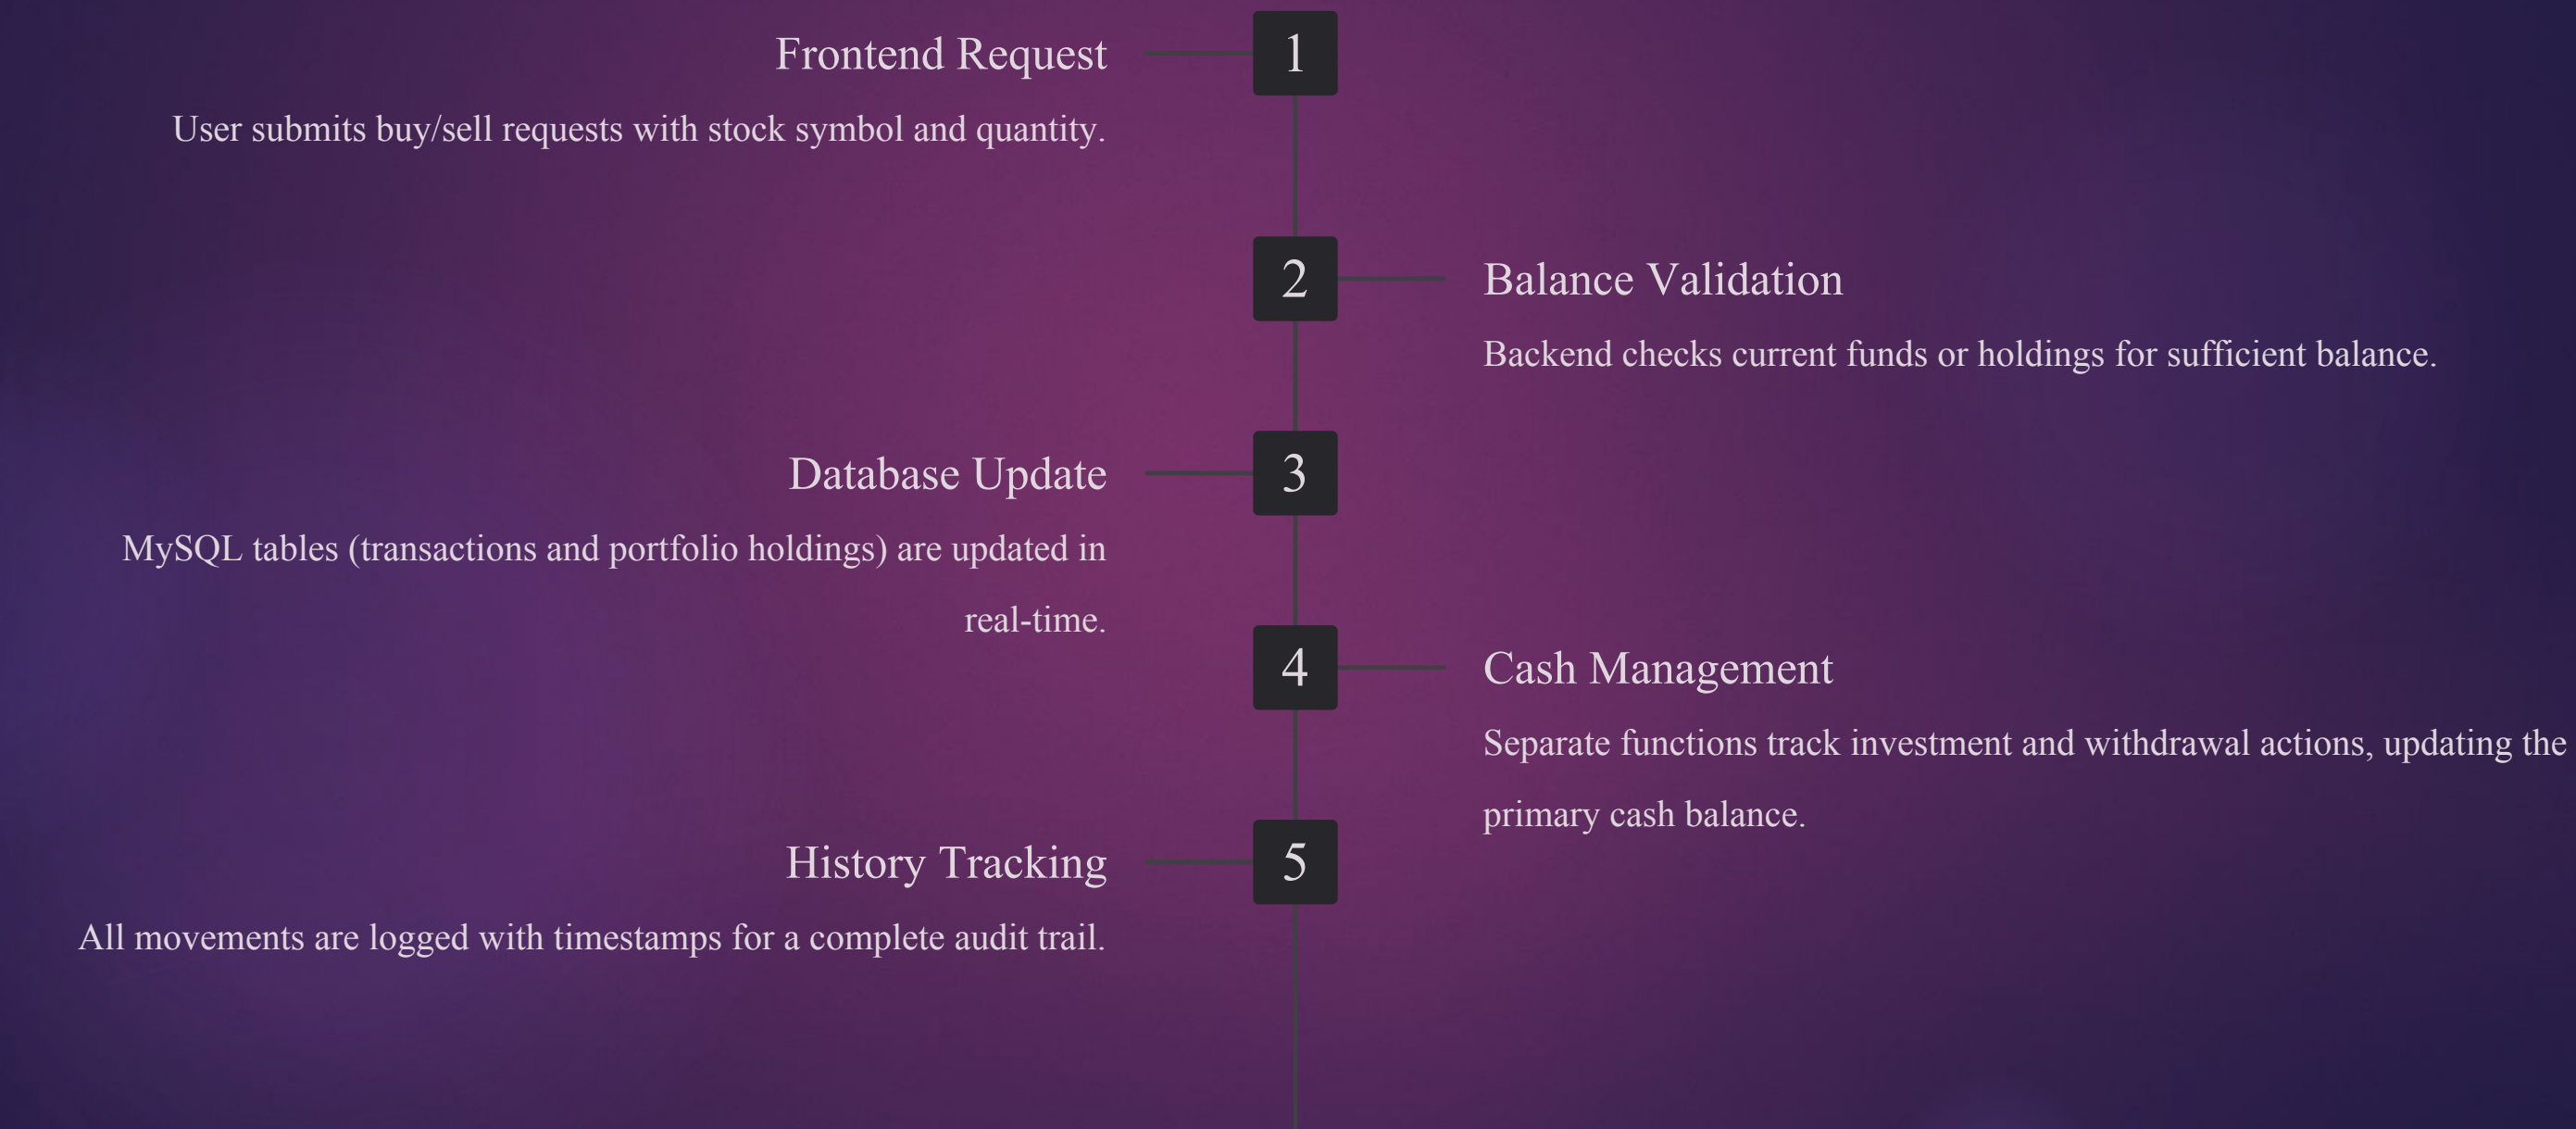 Frontend Request
1
User submits buy/sell requests with stock symbol and quantity.
2
Balance Validation
Backend checks current funds or holdings for sufficient balance.
Database Update
3
MySQL tables (transactions and portfolio holdings) are updated in
real-time.
4
Cash Management
Separate functions track investment and withdrawal actions, updating the
primary cash balance.
History Tracking
5
All movements are logged with timestamps for a complete audit trail.